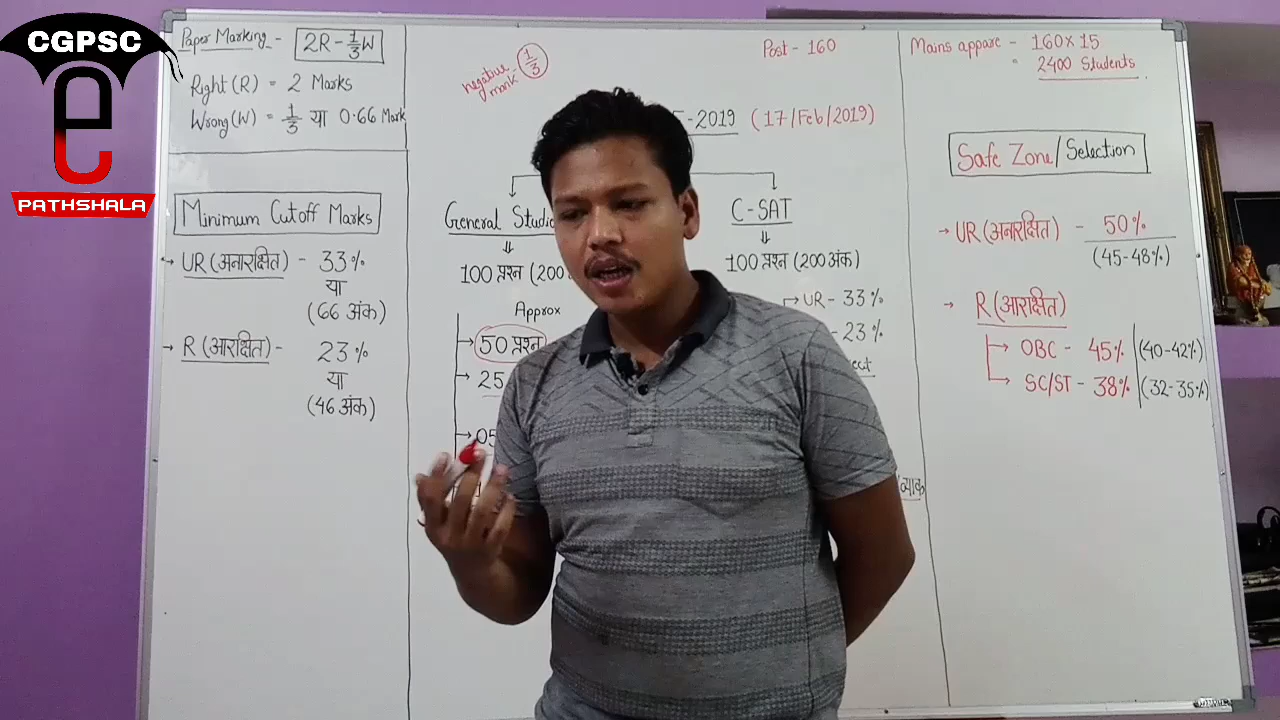 CGPSC
e
PATHSHALA
Paper Marking - 2R - 1/3 W
Right (R) = 2 Marks
Wrong (W) = 1/3 या 0.66 Mark
Minimum Cutoff Marks
→ UR (अनारक्षित) - 33%
या
(66 अंक)
→ R (आरक्षित) - 23%
या
(46 अंक)
negative mark - 1/3
Post - 160
-2019 (17/Feb/2019)
General
100 प्रश्न (200
Approx
→ 50 प्रश्न
→ 25
→ 05
C-SAT
100 प्रश्न (200 अंक)
UR - 33%
- 23%
Mains appare - 160 x 15
= 2400 Students
Safe Zone/Selection
→ UR (अनारक्षित) - 50%
(45-48%)
→ R (आरक्षित)
→ OBC - 45% (40-42%)
→ SC/ST - 38% (32-35%)